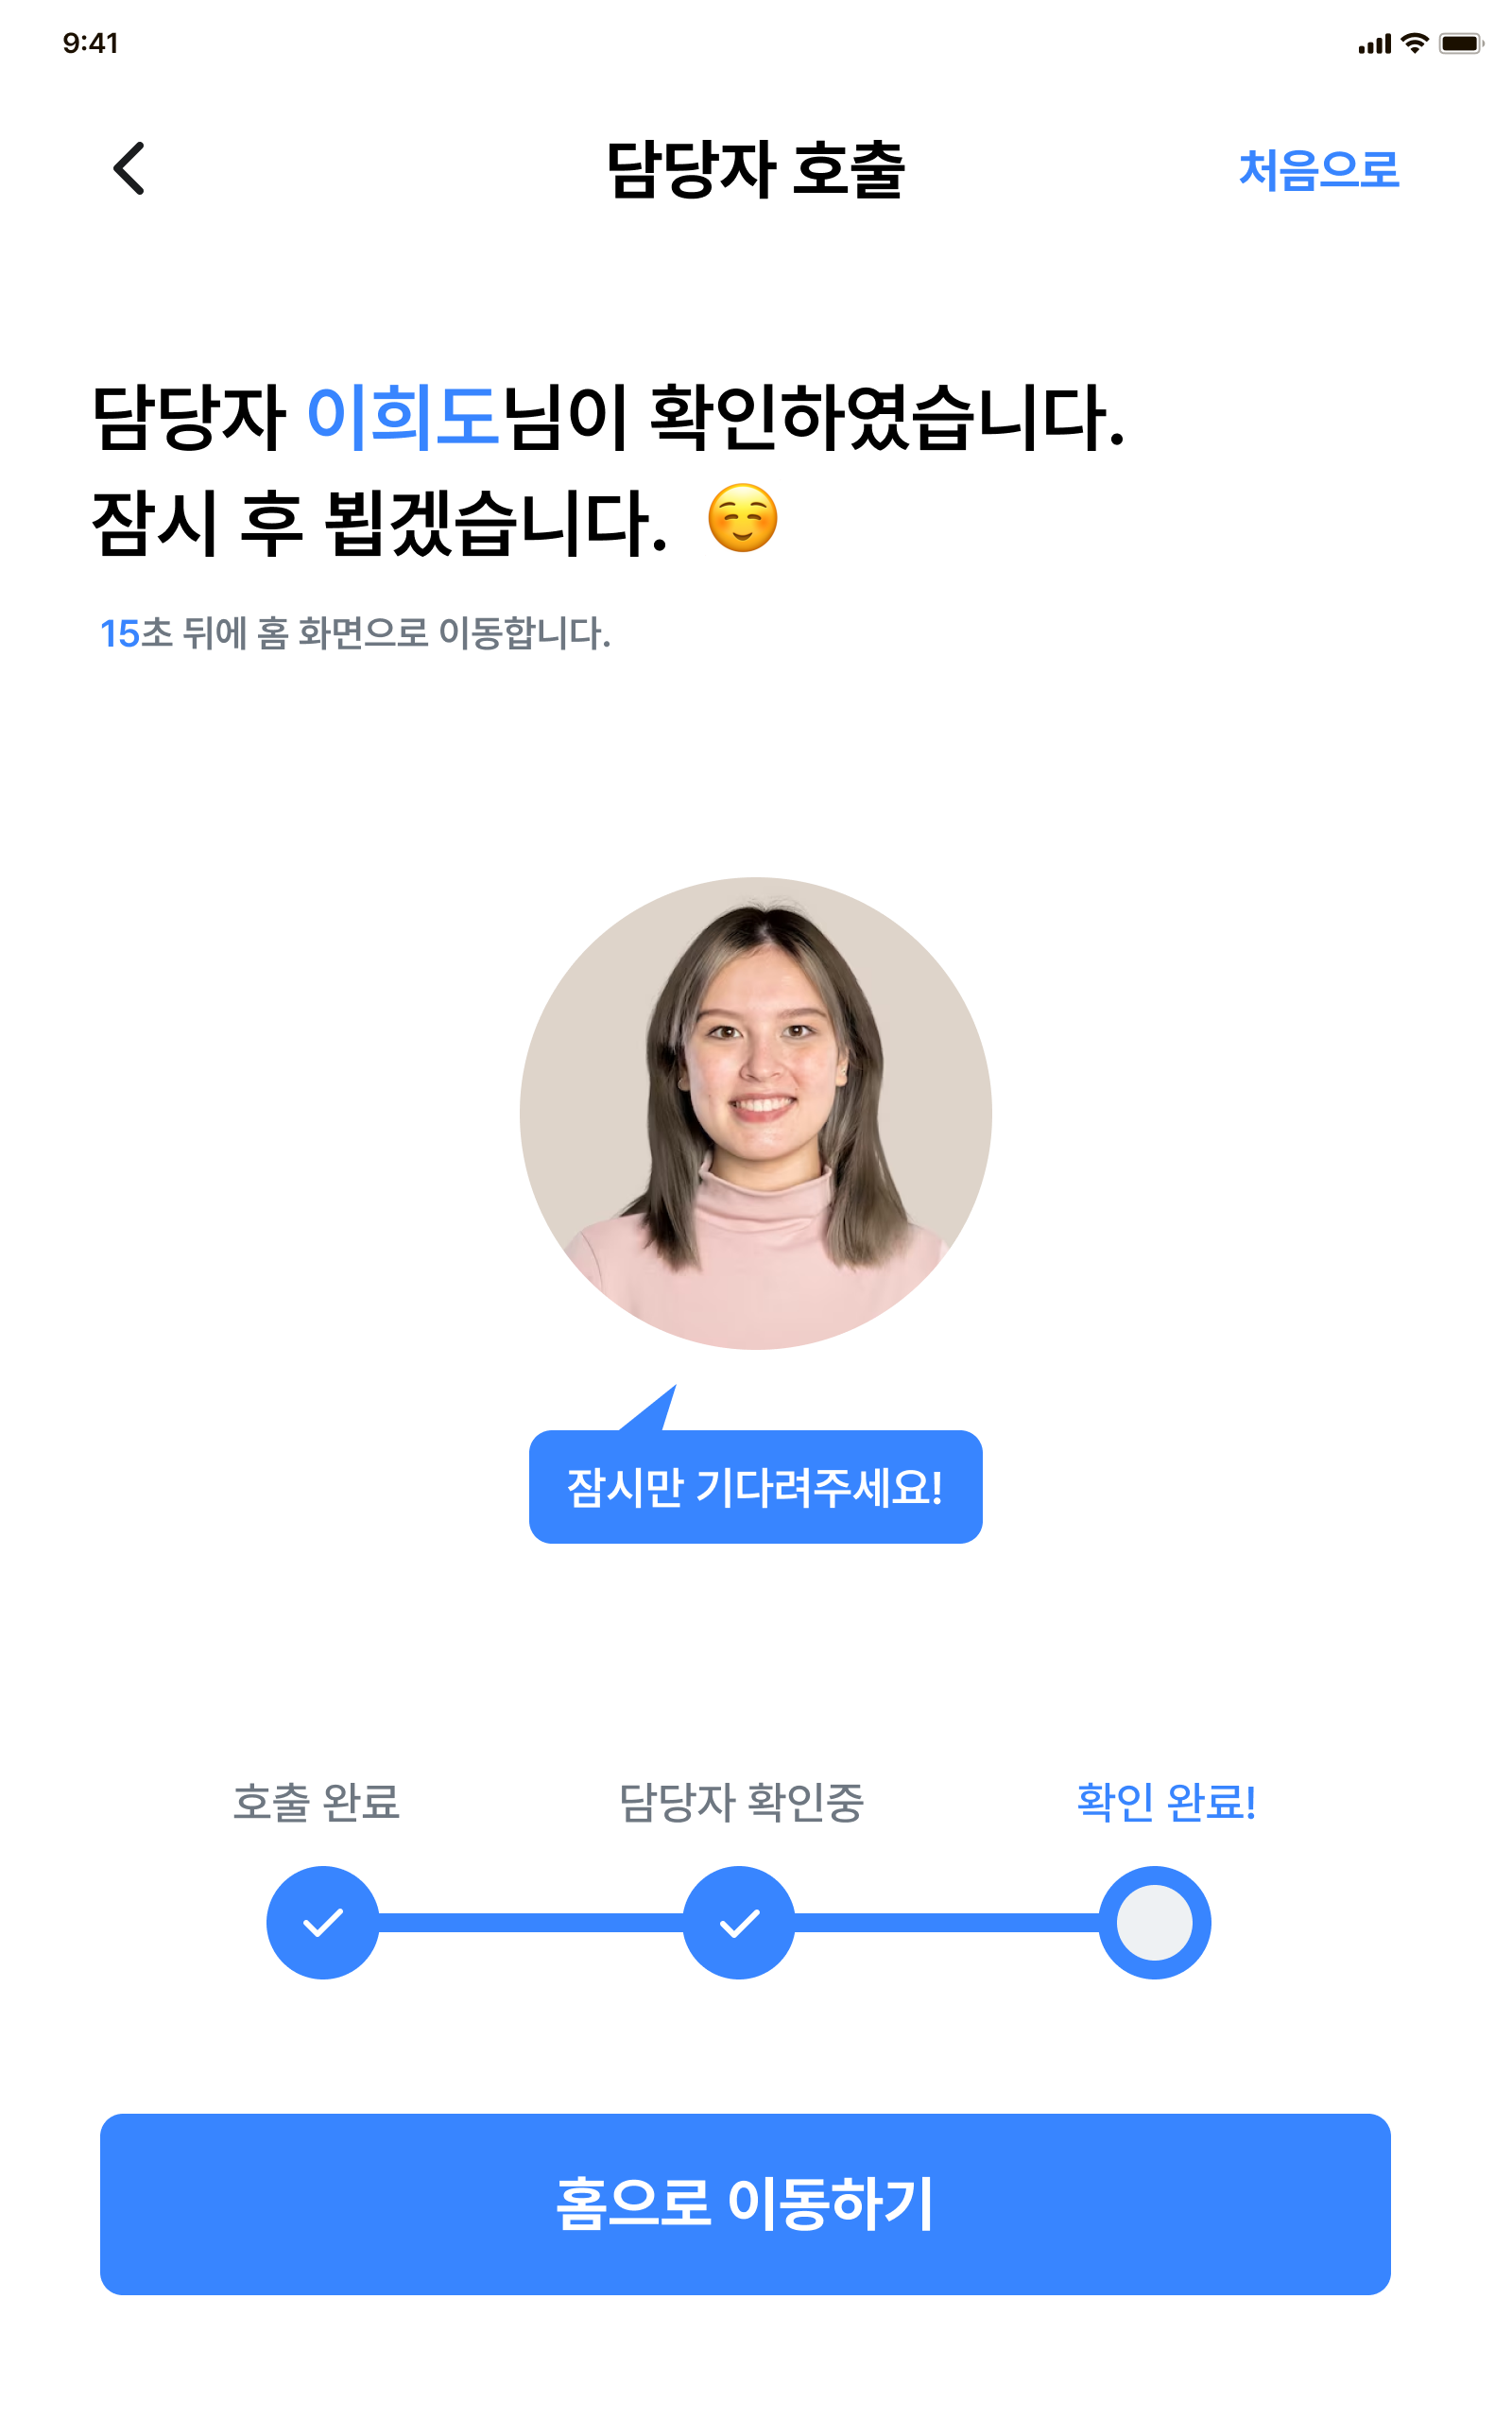 9:41
담당자 호출
처음으로
담당자 이희도님이 확인하였습니다.
잠시 후 뵙겠습니다. ☺️
15초 뒤에 홈 화면으로 이동합니다.
잠시만 기다려주세요!
호출 완료
담당자 확인중
확인 완료!
홈으로 이동하기